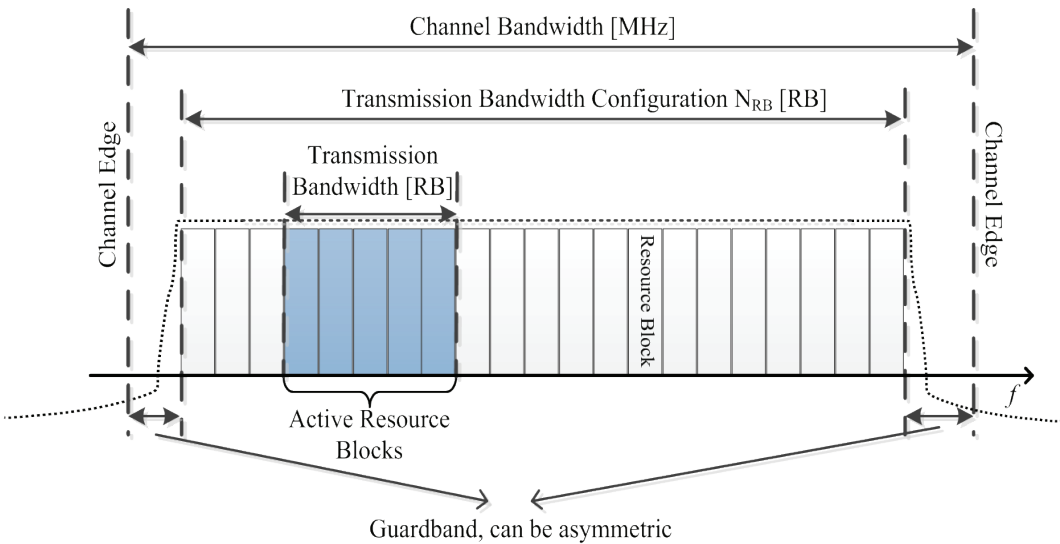 Channel Bandwidth [MHz]
Transmission Bandwidth Configuration NRB [RB]
Channel Edge
Transmission
Bandwidth [RB]
Channel Edge
Resource Block
f
Active Resource
Blocks
Guardband, can be asymmetric